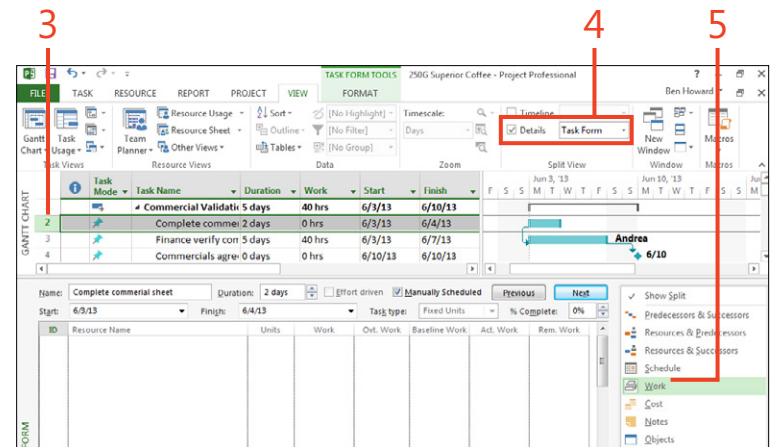 3 4 5
TASK FORM TOOLS 250G Superior Coffee - Project Professional ?
FILE TASK RESOURCE REPORT PROJECT VIEW FORMAT Ben Howard
Gantt Chart Task Usage Team Planner Resource Usage Resource Sheet Other Views Sort Outline Tables [No Highlight] [No Filter] [No Group] Timescale: Days Timeline Details Task Form New Window Macros
Task Views Resource Views Data Zoom Split View Window Macros
GANTT CHART
Task Mode Task Name Duration Work Start Finish Jun 3, '13 Jun 10, '13
F S S M T W T F S S M T W T F S S M
Commercial Validati 5 days 40 hrs 6/3/13 6/10/13
2 Complete commei 2 days 0 hrs 6/3/13 6/4/13
3 Finance verify com 5 days 40 hrs 6/3/13 6/7/13 Andrea
4 Commercials agree 0 days 0 hrs 6/10/13 6/10/13 6/10
Name: Complete commerial sheet Duration: 2 days Effort driven Manually Scheduled Previous Next
Start: 6/3/13 Finish: 6/4/13 Task type: Fixed Units % Complete: 0%
ID Resource Name Units Work Ovt. Work Baseline Work Act. Work Rem. Work
Show Split
Predecessors & Successors
Resources & Predecessors
Resources & Successors
Schedule
Work
Cost
Notes
Objects
FORM